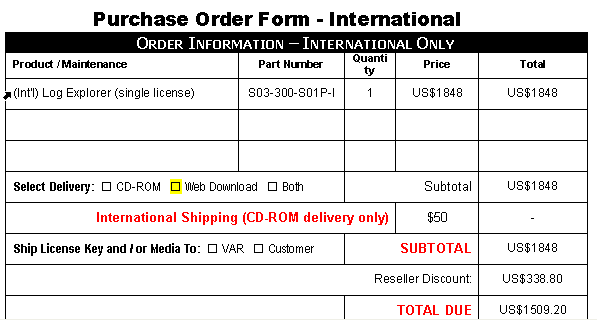 Purchase Order Form - International
ORDER INFORMATION – INTERNATIONAL ONLY
Product / Maintenance Part Number Quanti ty Price Total
(Int'l) Log Explorer (single license) S03-300-S01P-I 1 US$1848 US$1848
Select Delivery: CD-ROM Web Download Both Subtotal US$1848
International Shipping (CD-ROM delivery only) $50 -
Ship License Key and / or Media To: VAR Customer SUBTOTAL US$1848
Reseller Discount: US$338.80
TOTAL DUE US$1509.20